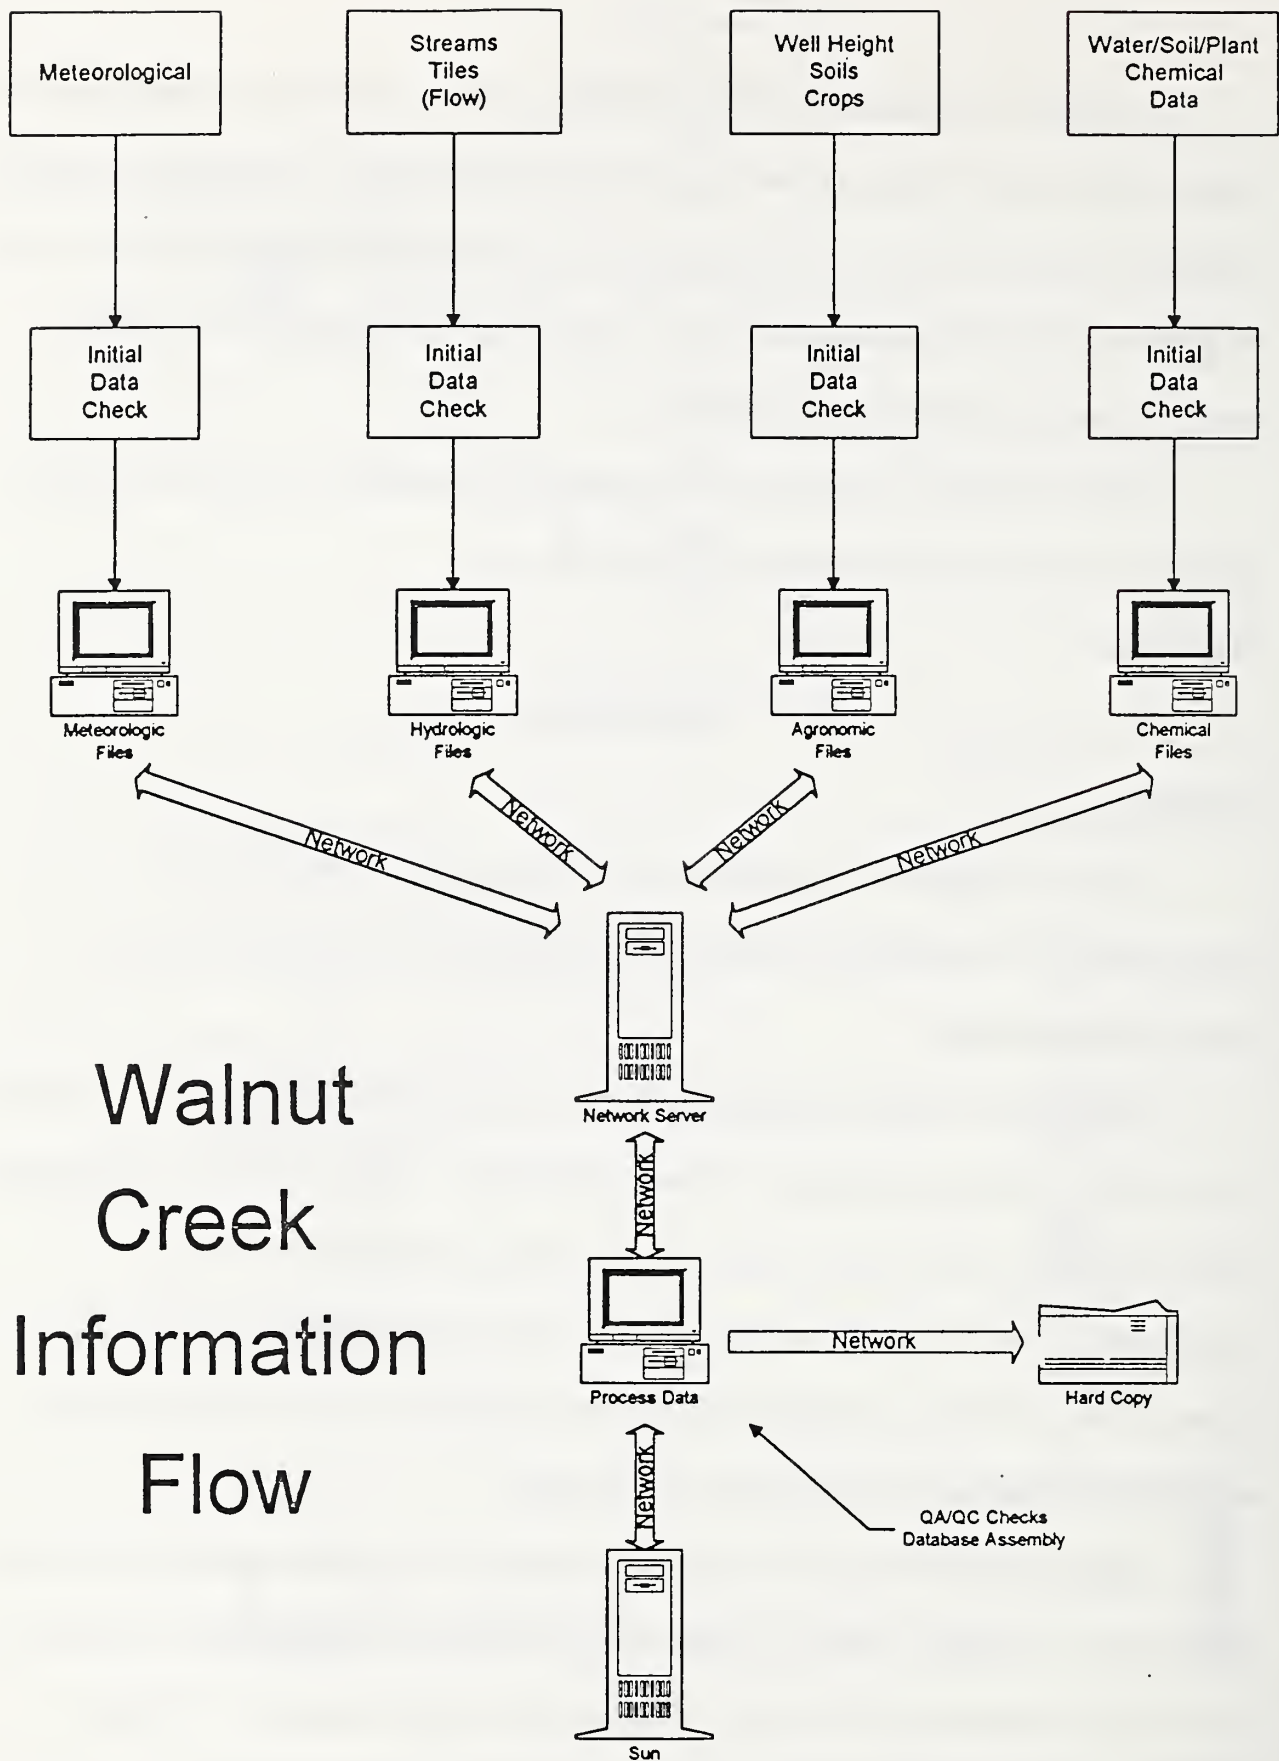 Meteorological
Streams
Tiles
(Flow)
Well Height
Soils
Crops
Water/Soil/Plant
Chemical
Data
Initial
Data
Check
Initial
Data
Check
Initial
Data
Check
Initial
Data
Check
Meteorologic
Files
Hydrologic
Files
Agronomic
Files
Chemical
Files
Network
Network
Network
Network
Network Server
Network
Walnut
Creek
Information
Flow
Network
Process Data
Hard Copy
Network
QA/QC Checks
Database Assembly
Sun